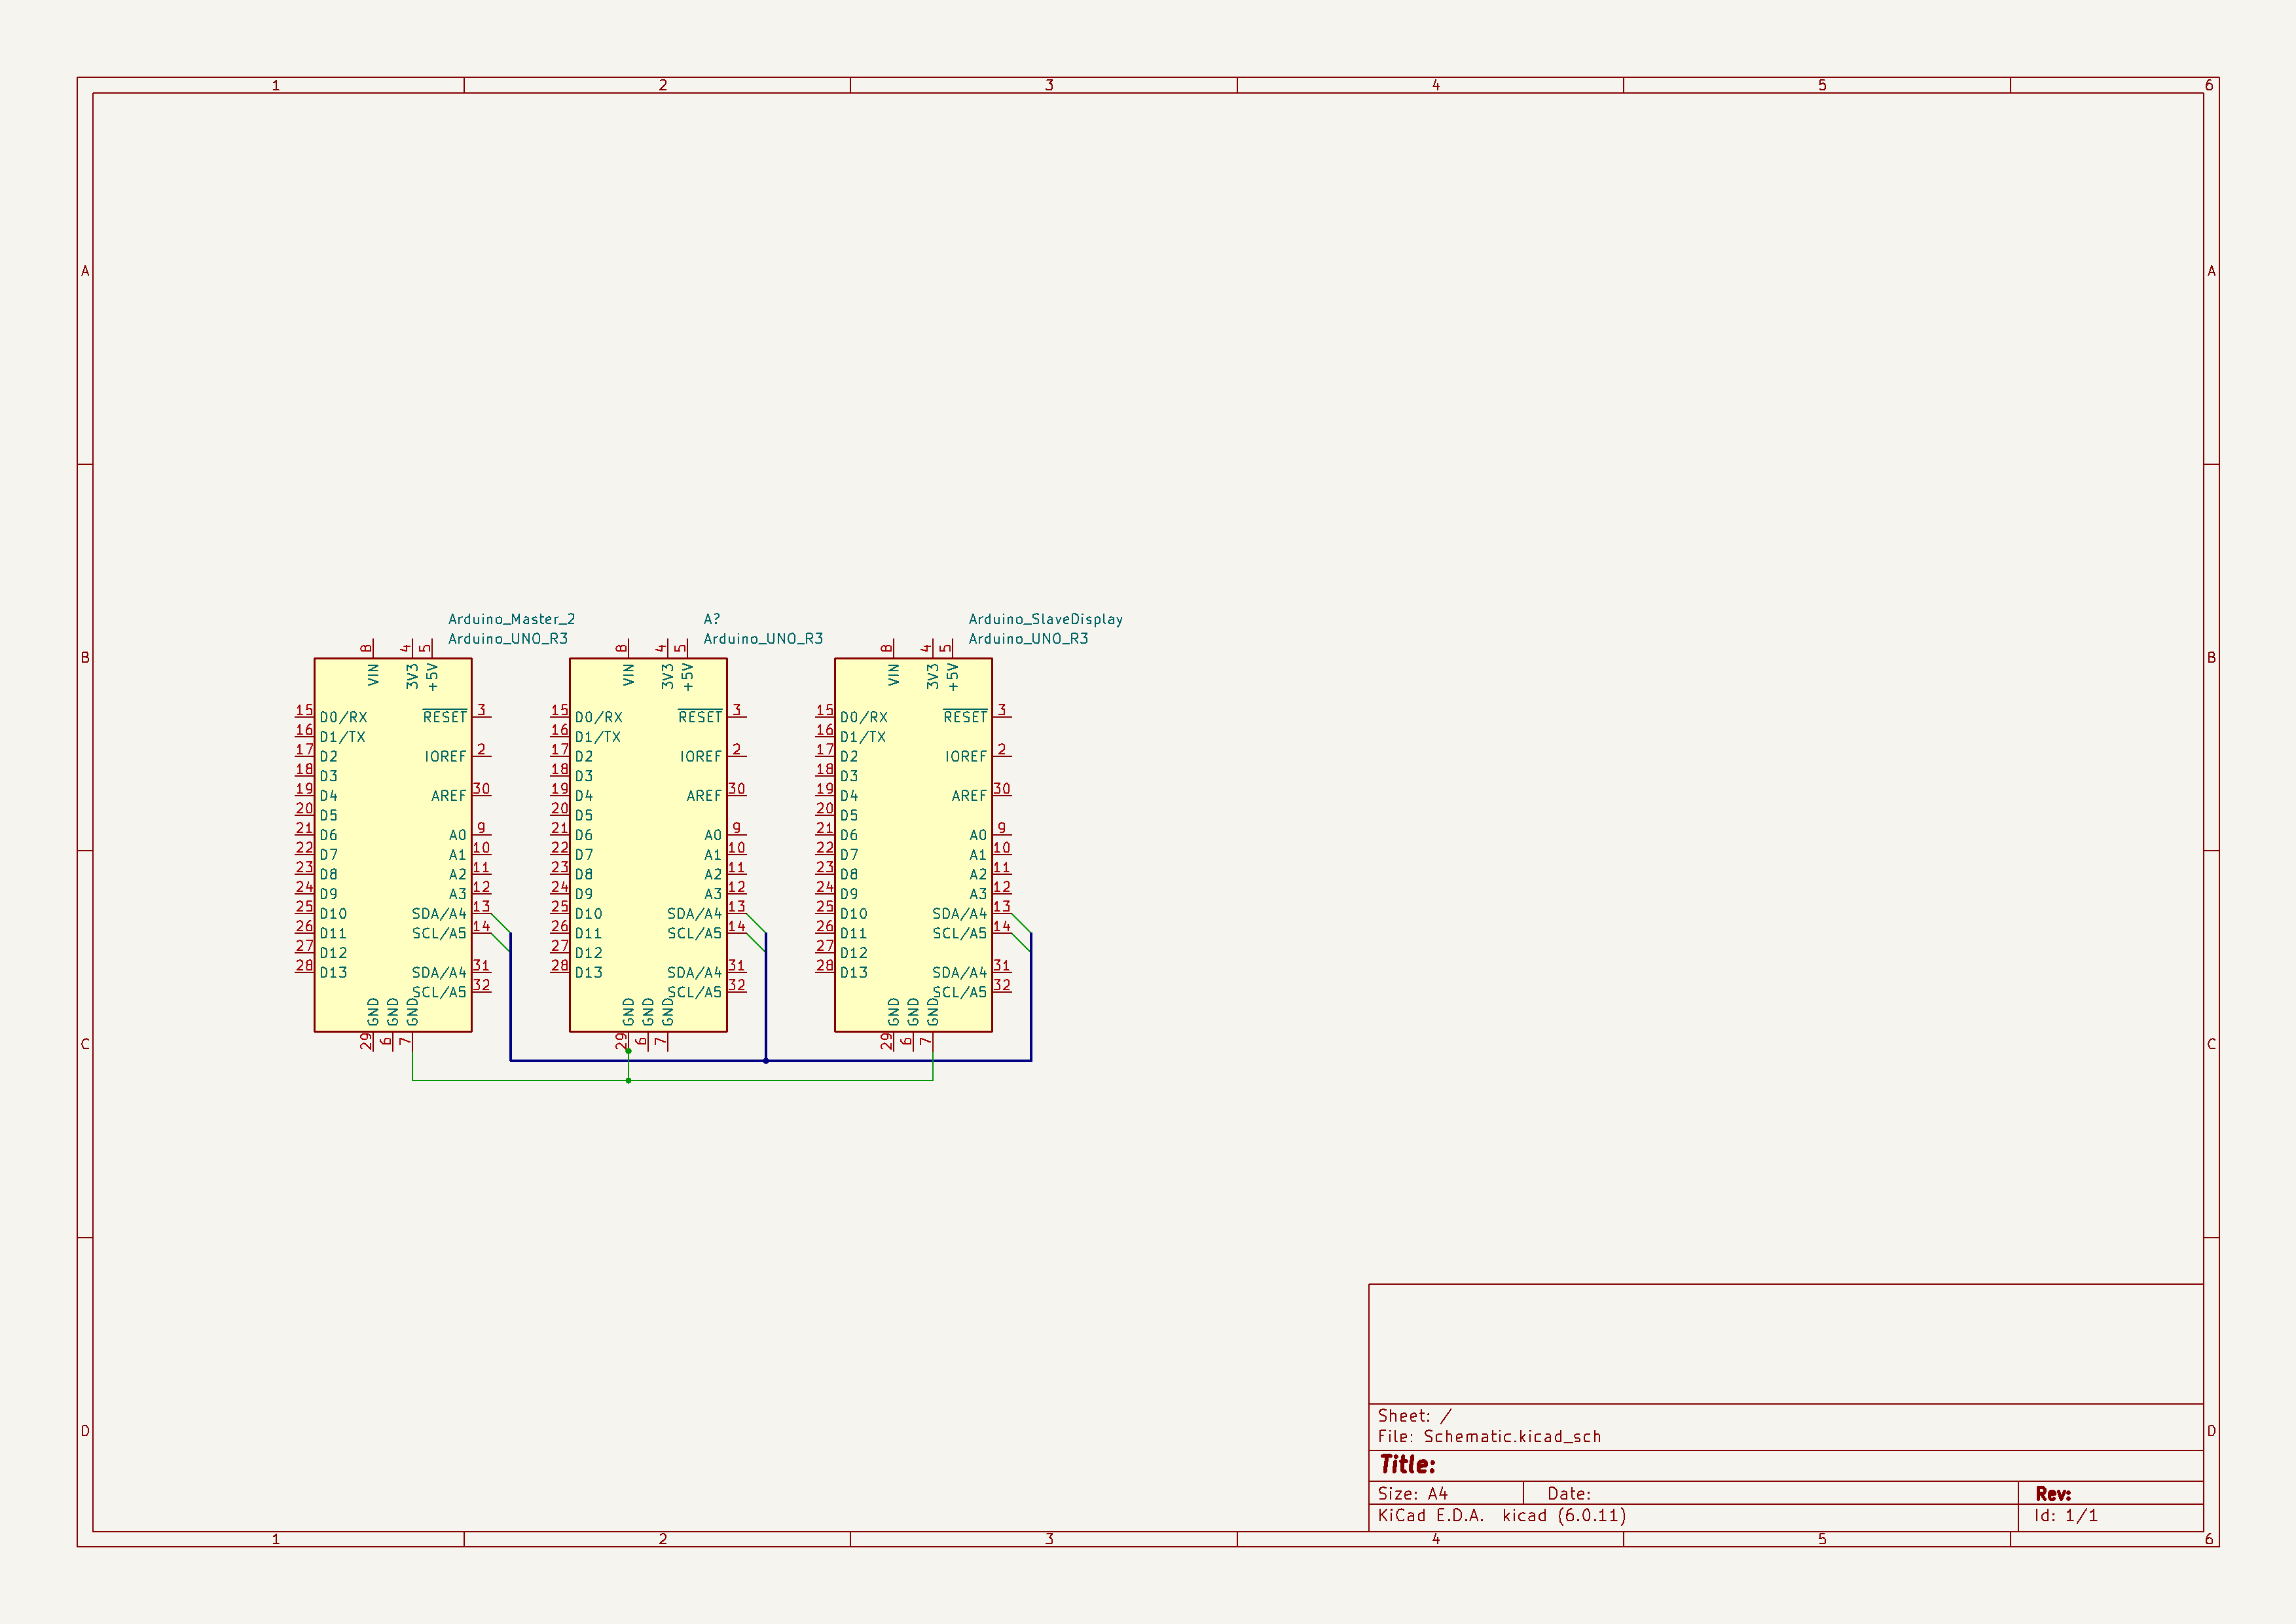 1 2 3 4 5 6
A A
B B
C C
D D
Arduino_Master_2
Arduino_UNO_R3
8 4 5
VIN 3V3 +5V
15 D0/RX RESET 3
16 D1/TX
17 D2 IOREF 2
18 D3
19 D4 AREF 30
20 D5
21 D6 A0 9
22 D7 A1 10
23 D8 A2 11
24 D9 A3 12
25 D10 SDA/A4 13
26 D11 SCL/A5 14
27 D12
28 D13 SDA/A4 31
SCL/A5 32
GND GND GND
29 6 7
A?
Arduino_UNO_R3
8 4 5
VIN 3V3 +5V
15 D0/RX RESET 3
16 D1/TX
17 D2 IOREF 2
18 D3
19 D4 AREF 30
20 D5
21 D6 A0 9
22 D7 A1 10
23 D8 A2 11
24 D9 A3 12
25 D10 SDA/A4 13
26 D11 SCL/A5 14
27 D12
28 D13 SDA/A4 31
SCL/A5 32
GND GND GND
29 6 7
Arduino_SlaveDisplay
Arduino_UNO_R3
8 4 5
VIN 3V3 +5V
15 D0/RX RESET 3
16 D1/TX
17 D2 IOREF 2
18 D3
19 D4 AREF 30
20 D5
21 D6 A0 9
22 D7 A1 10
23 D8 A2 11
24 D9 A3 12
25 D10 SDA/A4 13
26 D11 SCL/A5 14
27 D12
28 D13 SDA/A4 31
SCL/A5 32
GND GND GND
29 6 7
Sheet: /
File: Schematic.kicad_sch
Title:
Size: A4 Date: Rev:
KiCad E.D.A. kicad (6.0.11) Id: 1/1
1 2 3 4 5 6